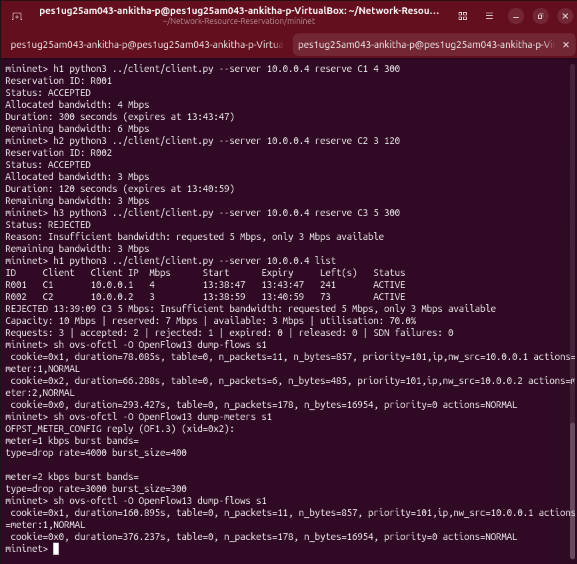 pes1ug25am043-ankitha-p@pes1ug25am043-ankitha-p-VirtualBox: ~/Network-Resou...
~/Network-Resource-Reservation/mininet
pes1ug25am043-ankitha-p@pes1ug25am043-ankitha-p-Virtu...
pes1ug25am043-ankitha-p@pes1ug25am043-ankitha-p-Vi...
mininet> h1 python3 ../client/client.py --server 10.0.0.4 reserve C1 4 300
Reservation ID: R001
Status: ACCEPTED
Allocated bandwidth: 4 Mbps
Duration: 300 seconds (expires at 13:43:47)
Remaining bandwidth: 6 Mbps
mininet> h2 python3 ../client/client.py --server 10.0.0.4 reserve C2 3 120
Reservation ID: R002
Status: ACCEPTED
Allocated bandwidth: 3 Mbps
Duration: 120 seconds (expires at 13:40:59)
Remaining bandwidth: 3 Mbps
mininet> h3 python3 ../client/client.py --server 10.0.0.4 reserve C3 5 300
Status: REJECTED
Reason: Insufficient bandwidth: requested 5 Mbps, only 3 Mbps available
Remaining bandwidth: 3 Mbps
mininet> h1 python3 ../client/client.py --server 10.0.0.4 list
ID Client Client IP Mbps Start Expiry Left(s) Status
R001 C1 10.0.0.1 4 13:38:47 13:43:47 241 ACTIVE
R002 C2 10.0.0.2 3 13:38:59 13:40:59 73 ACTIVE
REJECTED 13:39:09 C3 5 Mbps: Insufficient bandwidth: requested 5 Mbps, only 3 Mbps available
Capacity: 10 Mbps | reserved: 7 Mbps | available: 3 Mbps | utilisation: 70.0%
Requests: 3 | accepted: 2 | rejected: 1 | expired: 0 | released: 0 | SDN failures: 0
mininet> sh ovs-ofctl -O OpenFlow13 dump-flows s1
cookie=0x1, duration=78.085s, table=0, n_packets=11, n_bytes=857, priority=101,ip,nw_src=10.0.0.1 actions=
meter:1,NORMAL
cookie=0x2, duration=66.288s, table=0, n_packets=6, n_bytes=485, priority=101,ip,nw_src=10.0.0.2 actions=m
eter:2,NORMAL
cookie=0x0, duration=293.427s, table=0, n_packets=178, n_bytes=16954, priority=0 actions=NORMAL
mininet> sh ovs-ofctl -O OpenFlow13 dump-meters s1
OFPST_METER_CONFIG reply (OF1.3) (xid=0x2):
meter=1 kbps burst bands=
type=drop rate=4000 burst_size=400
meter=2 kbps burst bands=
type=drop rate=3000 burst_size=300
mininet> sh ovs-ofctl -O OpenFlow13 dump-flows s1
cookie=0x1, duration=160.895s, table=0, n_packets=11, n_bytes=857, priority=101,ip,nw_src=10.0.0.1 actions
=meter:1,NORMAL
cookie=0x0, duration=376.237s, table=0, n_packets=178, n_bytes=16954, priority=0 actions=NORMAL
mininet>